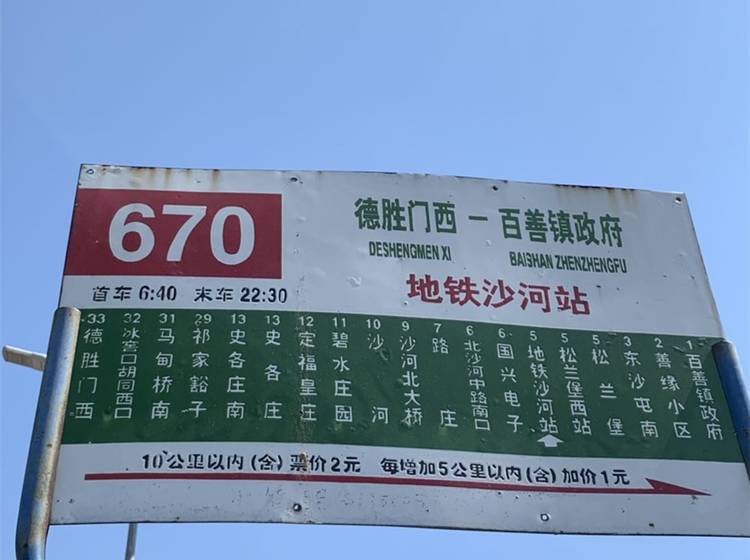 670
德胜门西 — 百善镇政府
DESHENGMEN XI BAISHAN ZHENZHENGFU
首车 6:40 末车 22:30
地铁沙河站
33 德胜门西
32 冰窖口胡同西口
31 马甸桥南
29 祁家豁子
13 史各庄南
13 史各庄
12 定福皇庄
11 碧水庄园
10 沙河
9 沙河北大桥
7 路庄
6 北沙河中路南口
6 国兴电子
5 地铁沙河站
5 松兰堡西站
5 松兰堡
3 东沙屯南
2 善缘小区
1 百善镇政府
10公里以内(含)票价2元 每增加5公里以内(含)加价1元